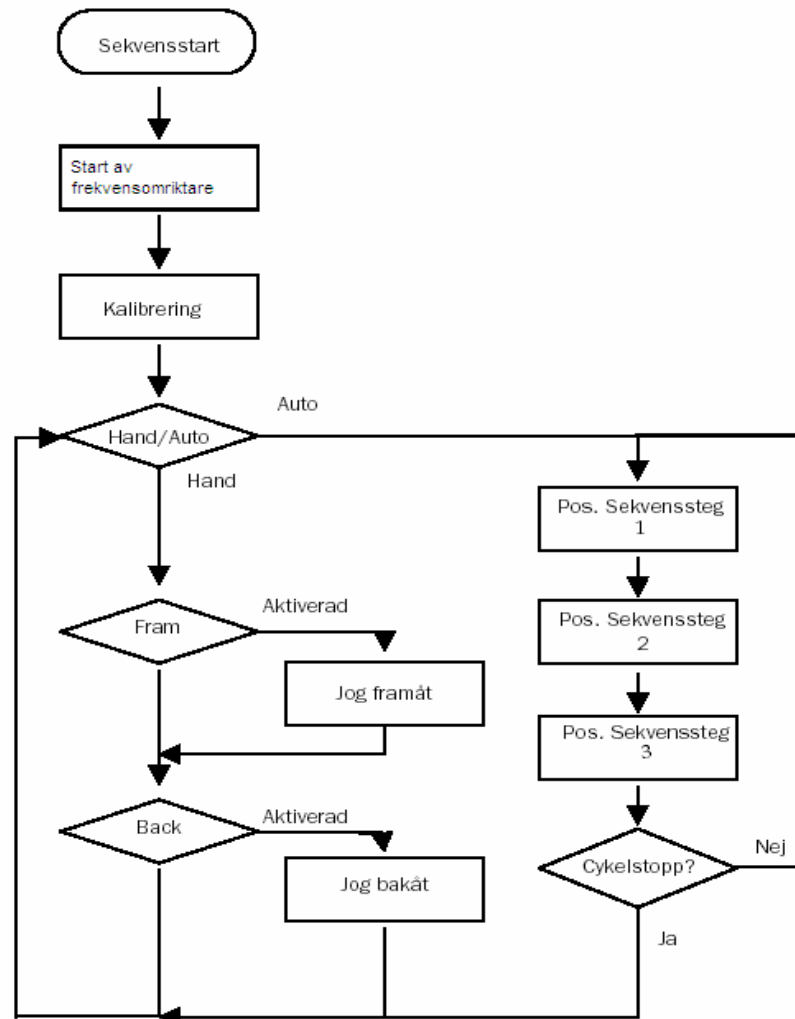 Sekvensstart
Start av
frekvensomriktare
Kalibrering
Auto
Hand/Auto
Hand
Pos. Sekvenssteg
1
Fram
Aktiverad
Pos. Sekvenssteg
2
Jog framåt
Pos. Sekvenssteg
3
Back
Aktiverad
Jog bakåt
Cykelstopp?
Nej
Ja